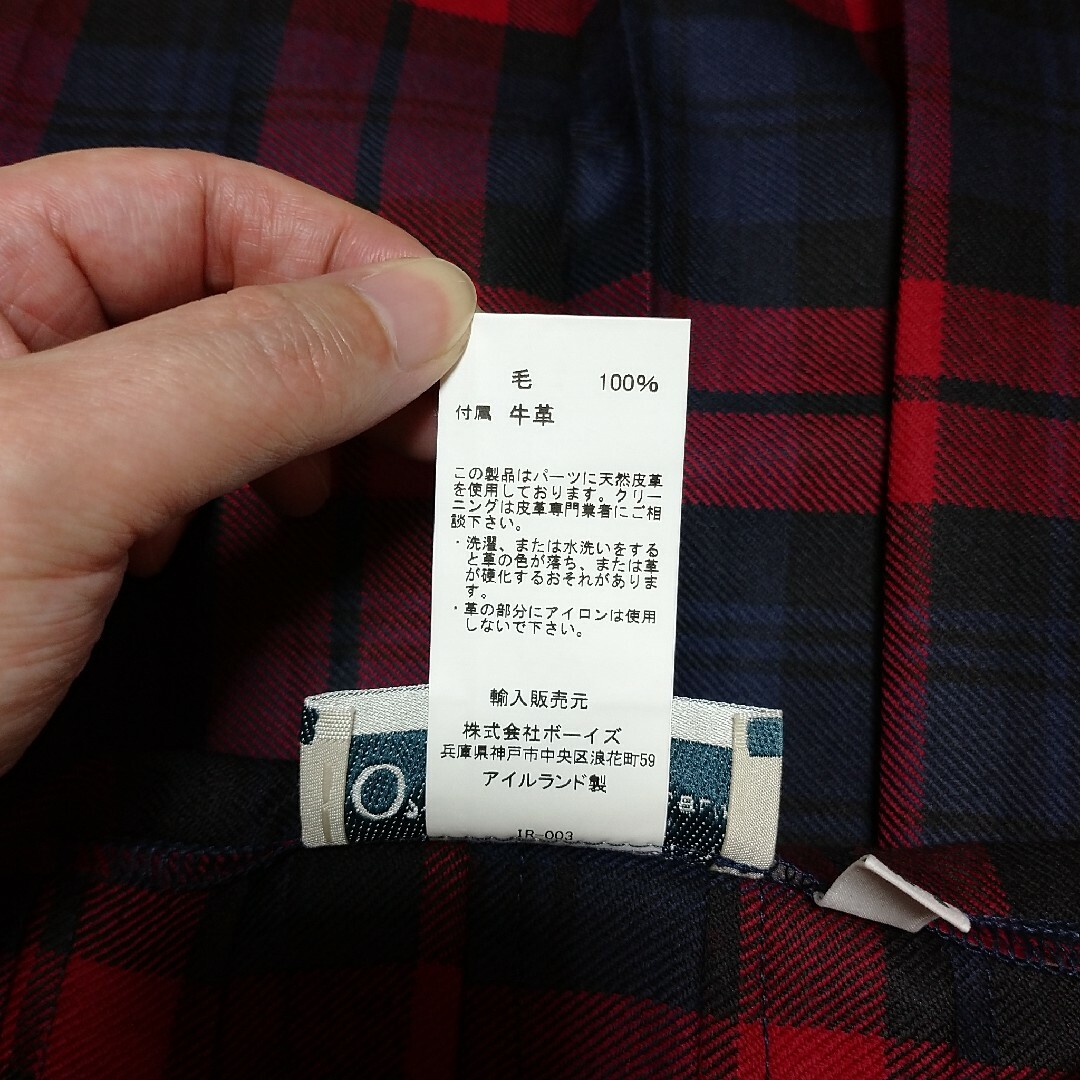 毛 100%
付属 牛革
この製品はパーツに天然皮革
を使用しております。クリー
ニングは皮革専門業者にご相
談下さい。
・洗濯、または水洗いをする
と革の色が落ち、または革
が硬化するおそれがありま
す。
・革の部分にアイロンは使用
しないで下さい。
輸入販売元
株式会社ボーイズ
兵庫県神戸市中央区浪花町59
アイルランド製
IR-003